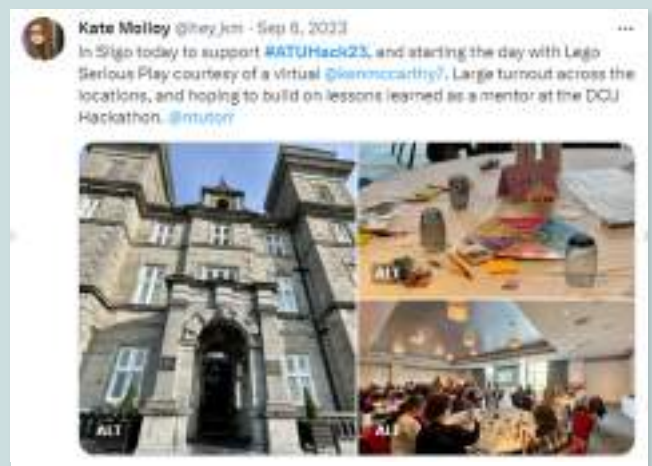 Kate Molloy @hey_km · Sep 6, 2023
In Sligo today to support #ATUHack23, and starting the day with Lego
Serious Play courtesy of a virtual @kenmccarthy7. Large turnout across the
locations, and hoping to build on lessons learned as a mentor at the DCU
Hackathon. @ntutorr
ALT
ALT
ALT